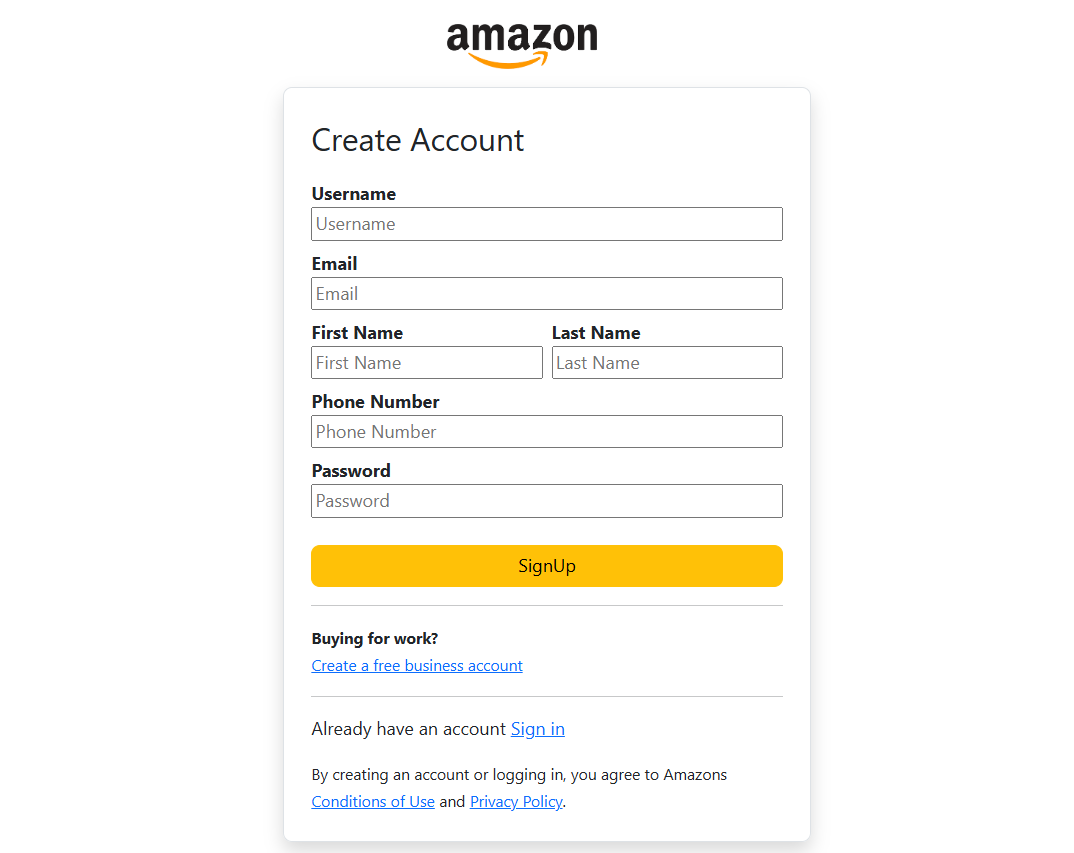 amazon
Create Account
Username
Username
Email
Email
First Name Last Name
First Name Last Name
Phone Number
Phone Number
Password
Password
SignUp
Buying for work?
Create a free business account
Already have an account Sign in
By creating an account or logging in, you agree to Amazons
Conditions of Use and Privacy Policy.